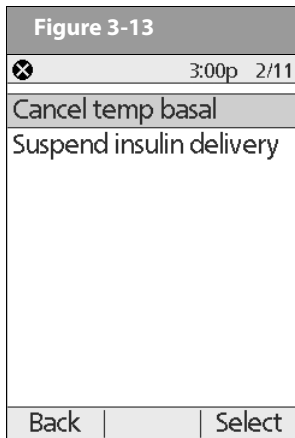 Figure 3-13
3:00p 2/11
Cancel temp basal
Suspend insulin delivery
Back Select